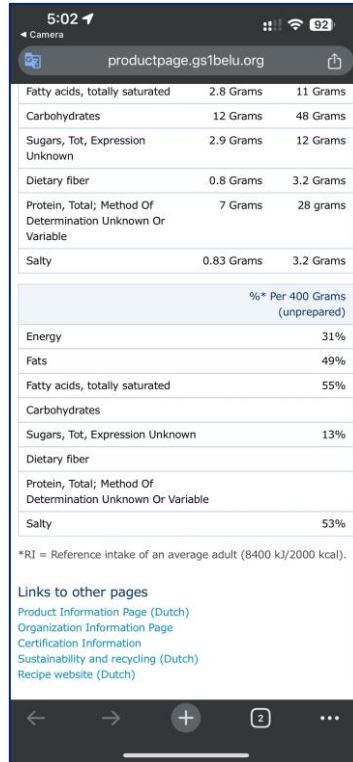 5:02
92
◄ Camera
productpage.gs1belu.org
Fatty acids, totally saturated 2.8 Grams 11 Grams
Carbohydrates 12 Grams 48 Grams
Sugars, Tot, Expression 2.9 Grams 12 Grams
Unknown
Dietary fiber 0.8 Grams 3.2 Grams
Protein, Total; Method Of 7 Grams 28 grams
Determination Unknown Or
Variable
Salty 0.83 Grams 3.2 Grams
%* Per 400 Grams
(unprepared)
Energy 31%
Fats 49%
Fatty acids, totally saturated 55%
Carbohydrates
Sugars, Tot, Expression Unknown 13%
Dietary fiber
Protein, Total; Method Of
Determination Unknown Or Variable
Salty 53%
*RI = Reference intake of an average adult (8400 kJ/2000 kcal).
Links to other pages
Product Information Page (Dutch)
Organization Information Page
Certification Information
Sustainability and recycling (Dutch)
Recipe website (Dutch)
2